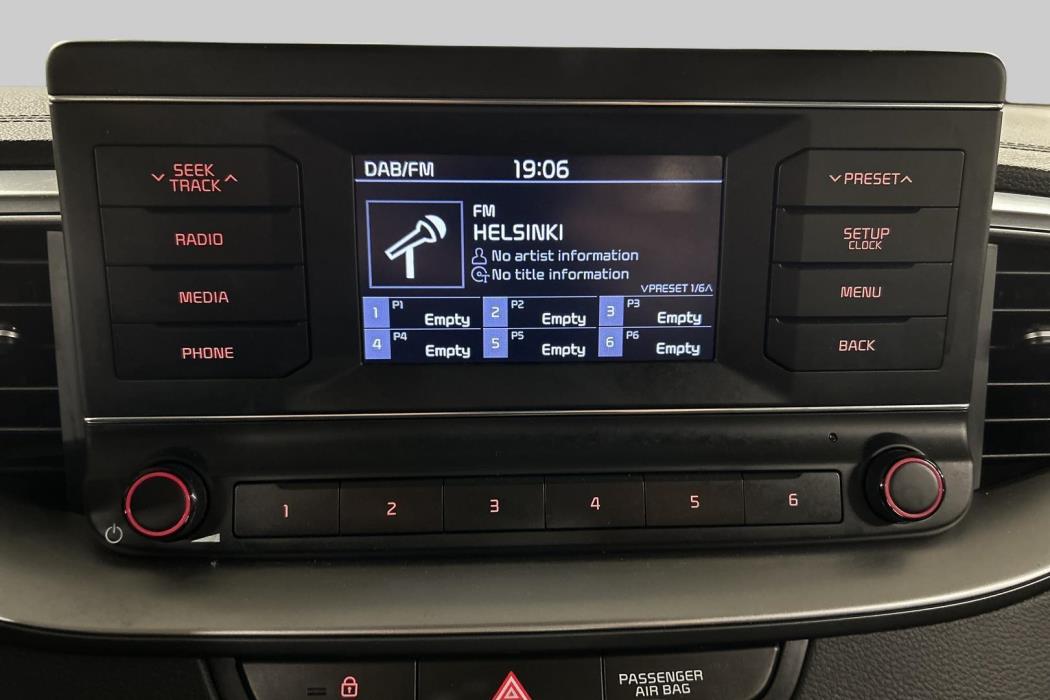 SEEK
TRACK
RADIO
MEDIA
PHONE
DAB/FM 19:06
FM
HELSINKI
No artist information
No title information
PRESET 1/6
1 P1 Empty 2 P2 Empty 3 P3 Empty
4 P4 Empty 5 P5 Empty 6 P6 Empty
PRESET
SETUP
CLOCK
MENU
BACK
1 2 3 4 5 6
PASSENGER
AIR BAG